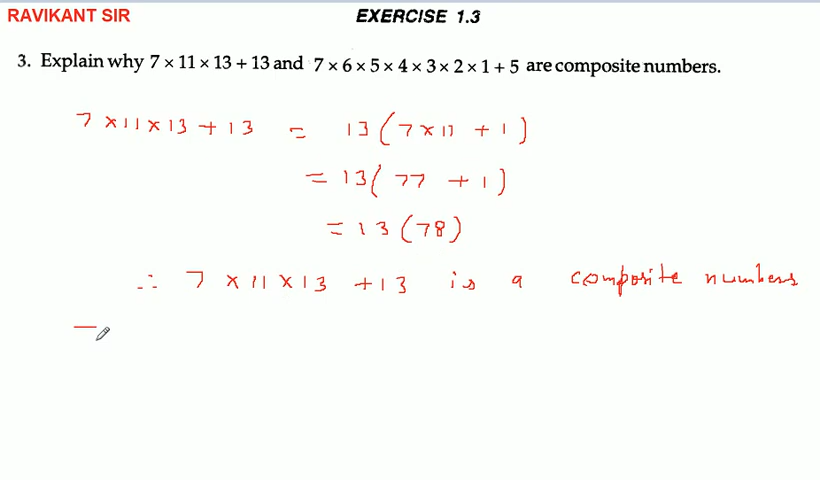 RAVIKANT SIR
EXERCISE 1.3
3. Explain why 7 × 11 × 13 + 13 and 7 × 6 × 5 × 4 × 3 × 2 × 1 + 5 are composite numbers.
7 × 11 × 13 + 13 = 13 ( 7 × 11 + 1 )
= 13 ( 77 + 1 )
= 13 ( 78 )
∴ 7 × 11 × 13 + 13 is a composite numbers